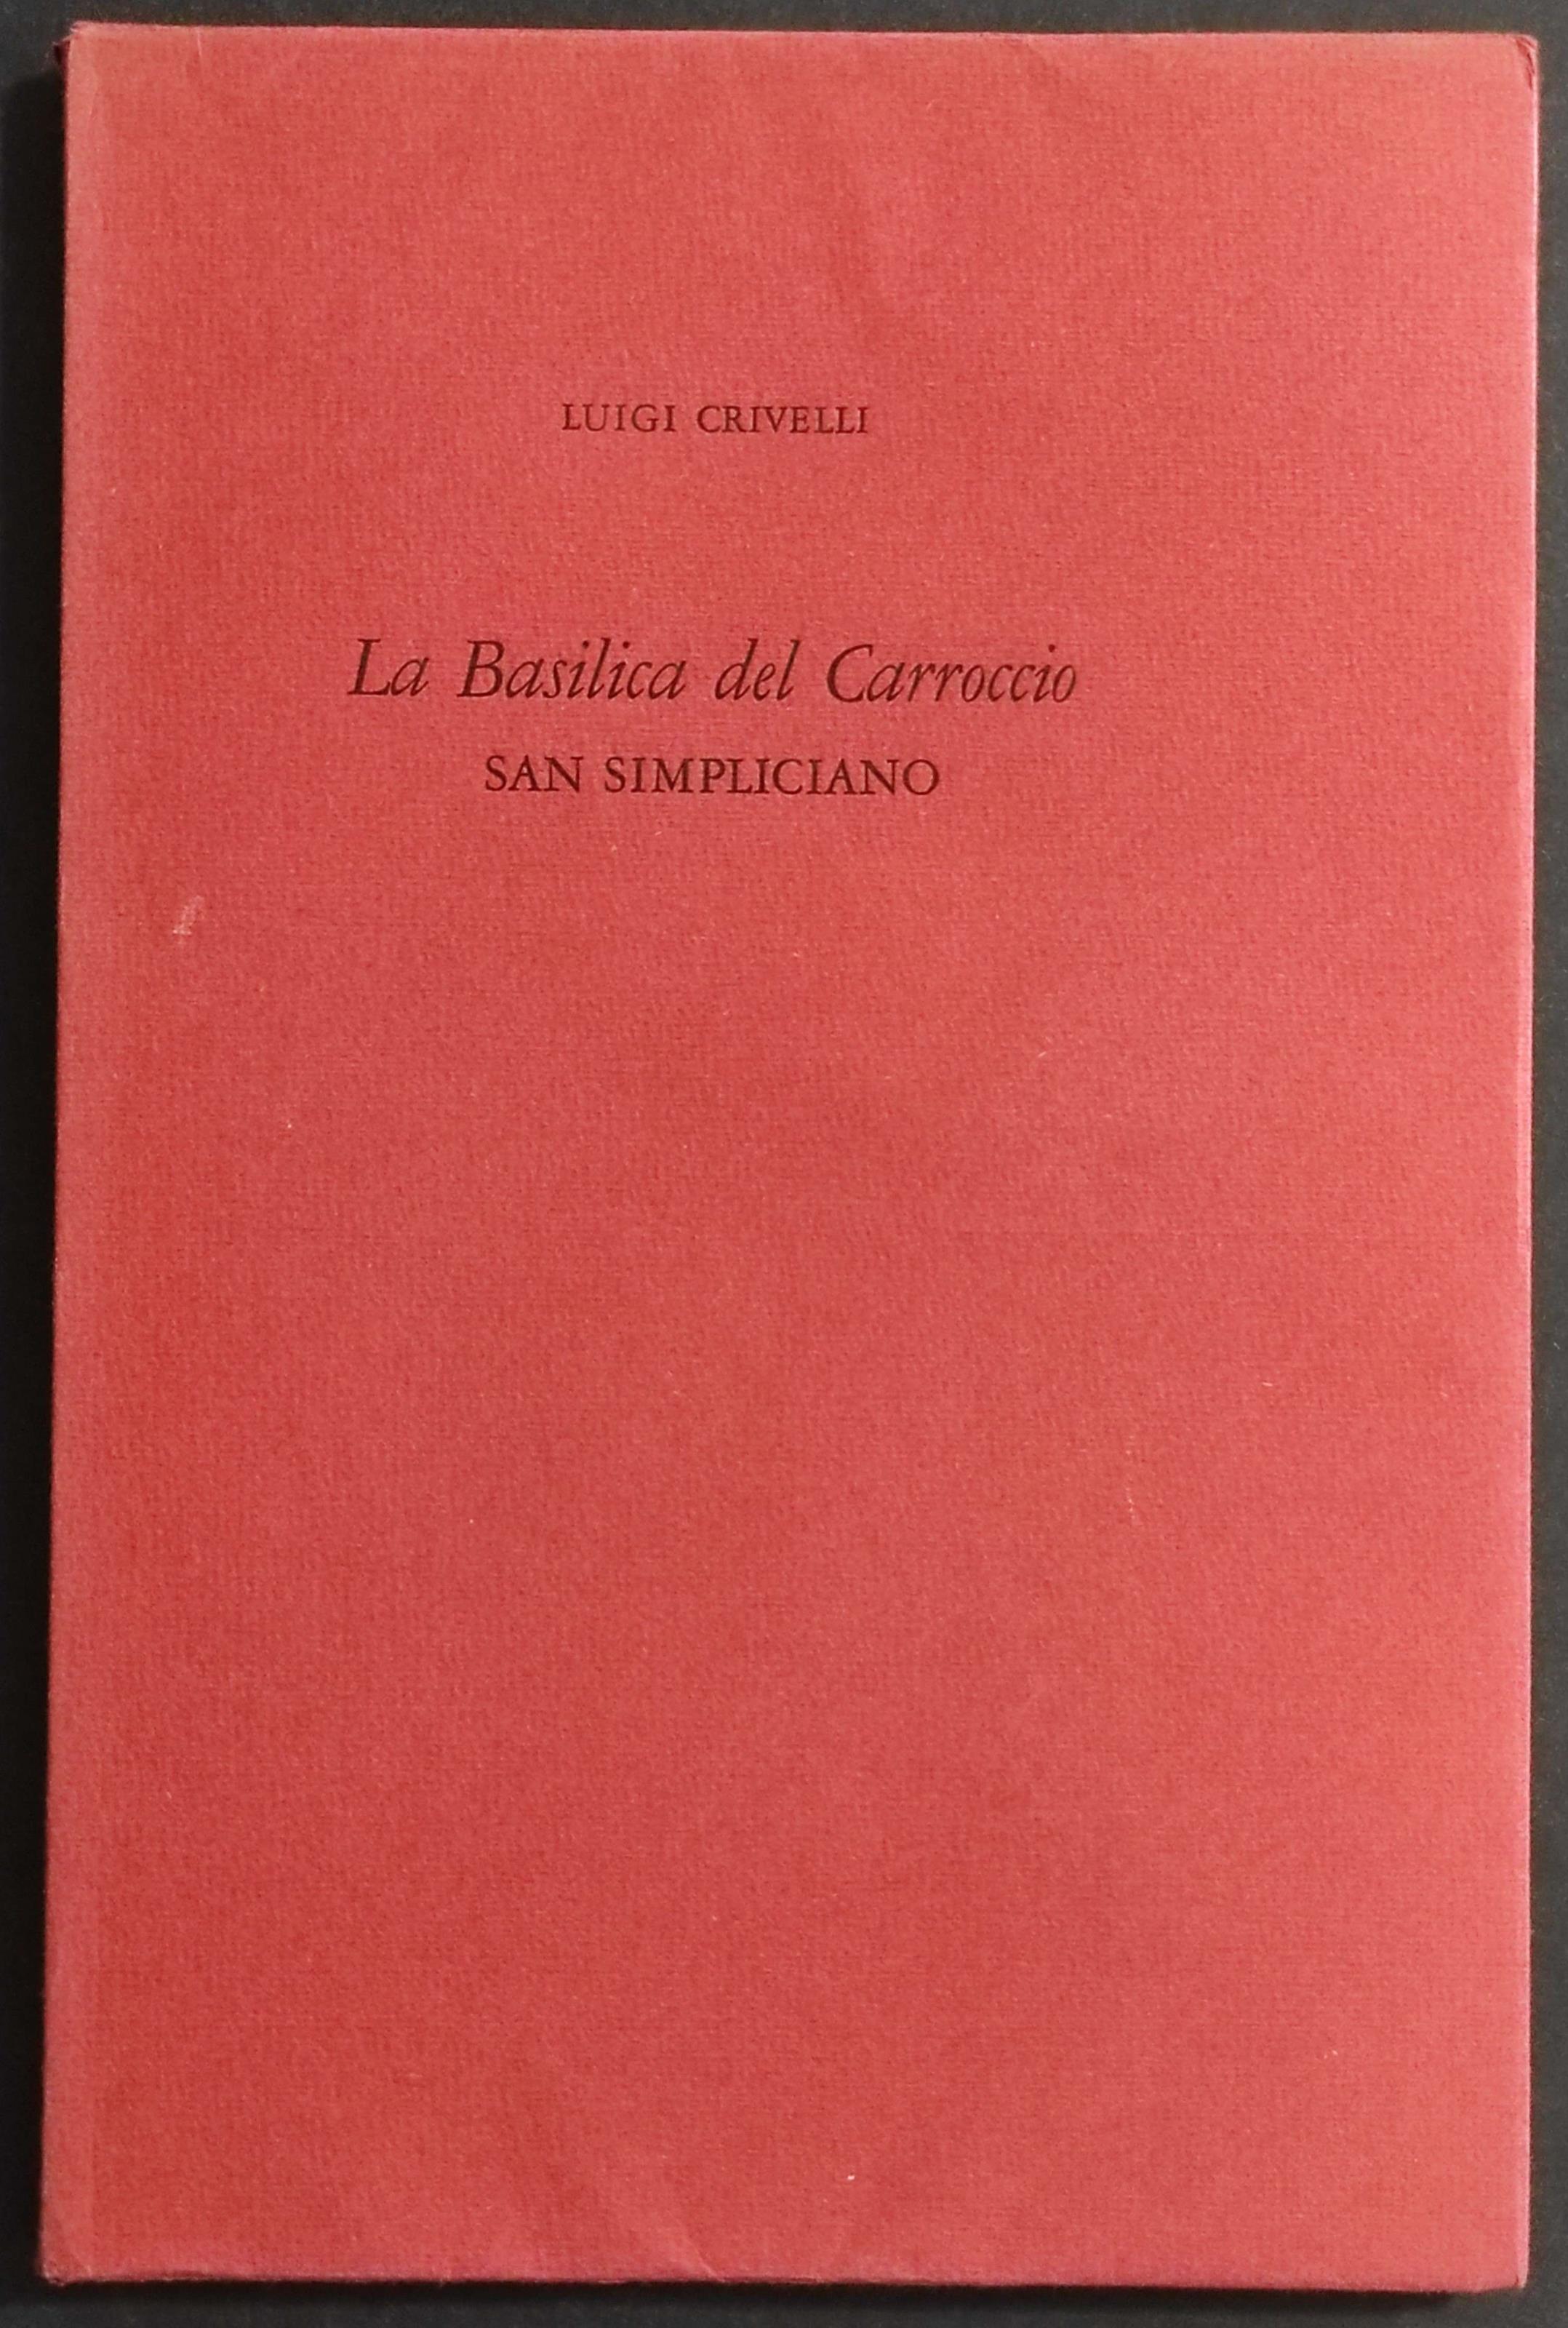 LUIGI CRIVELLI
La Basilica del Carroccio
SAN SIMPLICIANO